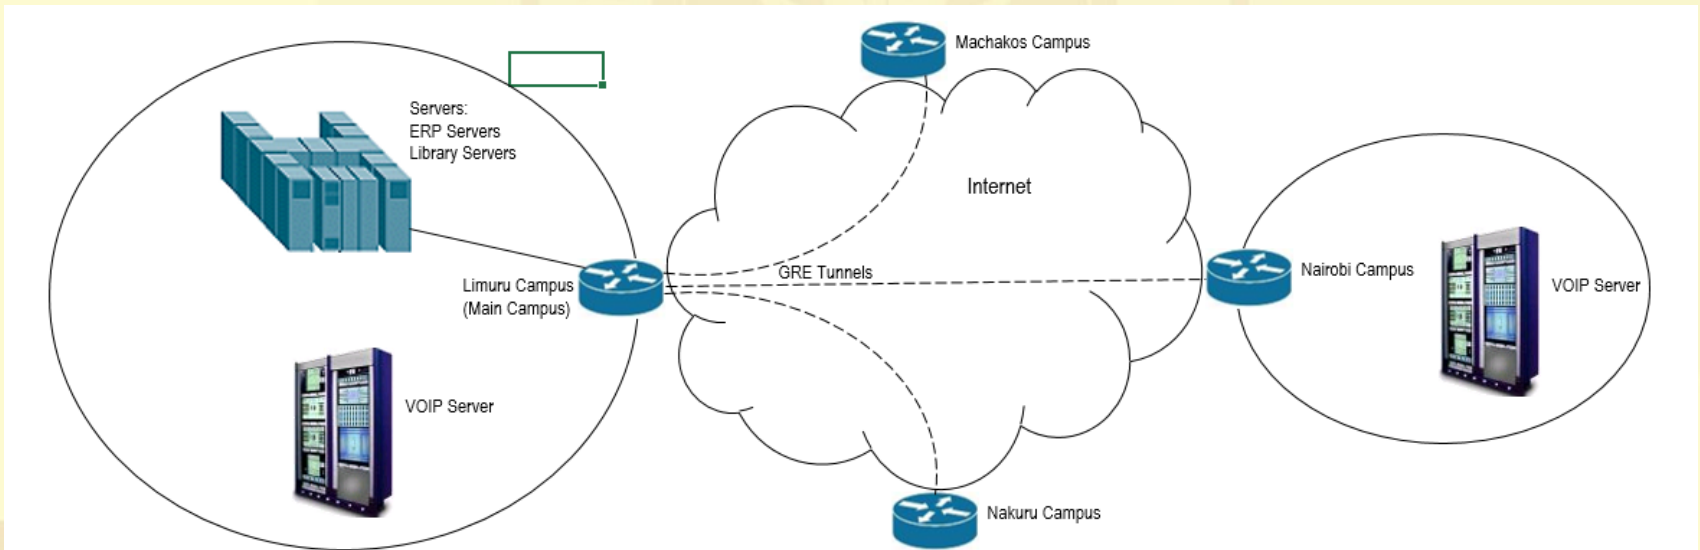 Machakos Campus
Servers:
ERP Servers
Library Servers
Internet
GRE Tunnels
Limuru Campus
(Main Campus)
Nairobi Campus
VOIP Server
VOIP Server
Nakuru Campus